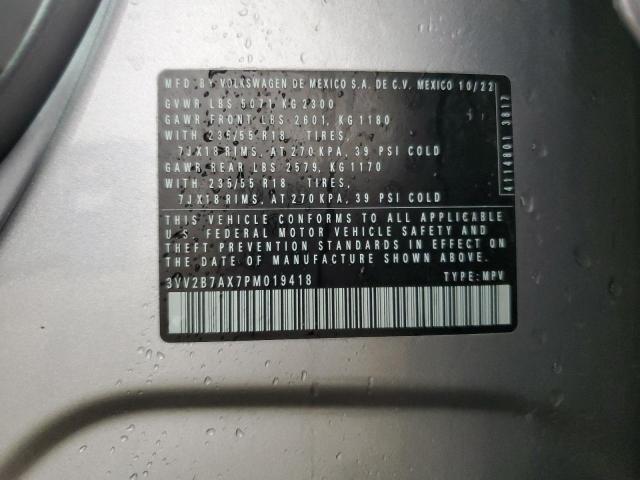 MFD. BY VOLKSWAGEN DE MEXICO S.A. DE C.V. MEXICO 10/22
GVWR LBS 5071, KG 2300
GAWR FRONT LBS 2601, KG 1180
WITH 235/55 R18 TIRES,
7JX18 RIMS, AT 270 KPA, 39 PSI COLD
GAWR REAR LBS 2579, KG 1170
WITH 235/55 R18 TIRES,
7JX18 RIMS, AT 270 KPA, 39 PSI COLD
THIS VEHICLE CONFORMS TO ALL APPLICABLE
U.S. FEDERAL MOTOR VEHICLE SAFETY AND
THEFT PREVENTION STANDARDS IN EFFECT ON
THE DATE OF MANUFACTURE SHOWN ABOVE.
3VV2B7AX7PM019418 TYPE: MPV